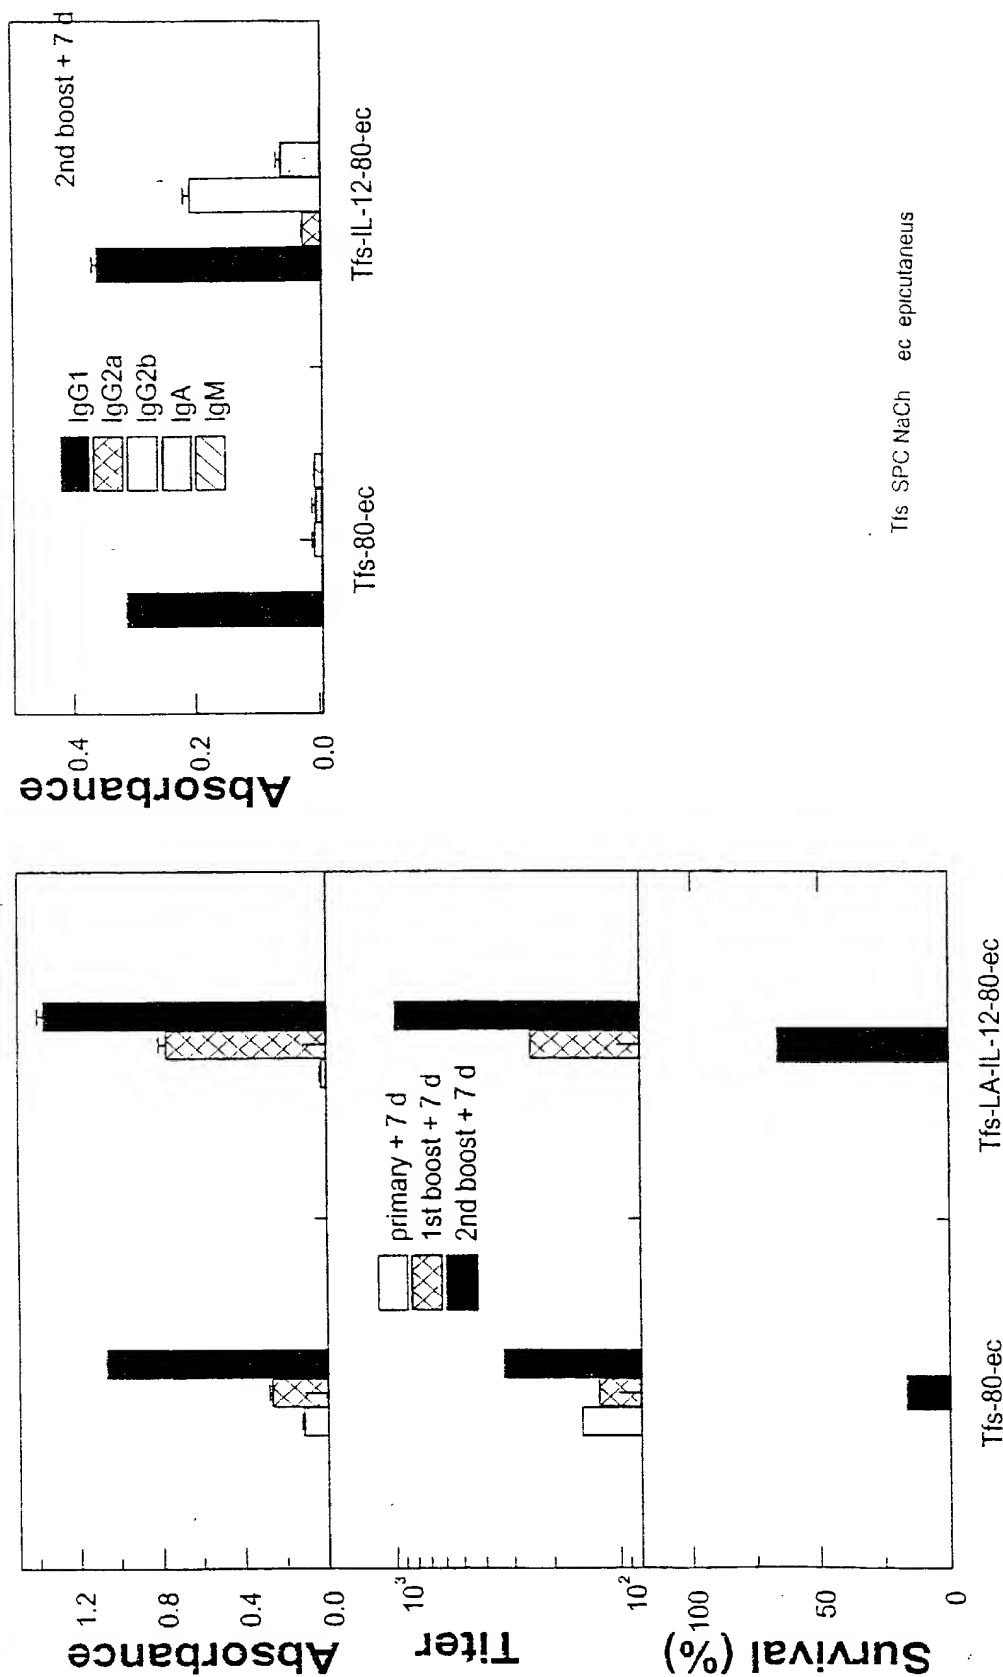 Absorbance
1.2
0.8
0.4
0.0
Titer
10³
10²
primary + 7 d
1st boost + 7 d
2nd boost + 7 d
Survival (%)
100
50
0
Tfs-80-ec
Tfs-LA-IL-12-80-ec
Absorbance
0.4
0.2
0.0
2nd boost + 7 d
IgG1
IgG2a
IgG2b
IgA
IgM
Tfs-80-ec
Tfs-IL-12-80-ec
Tfs SPC NaCh ec epicutaneus